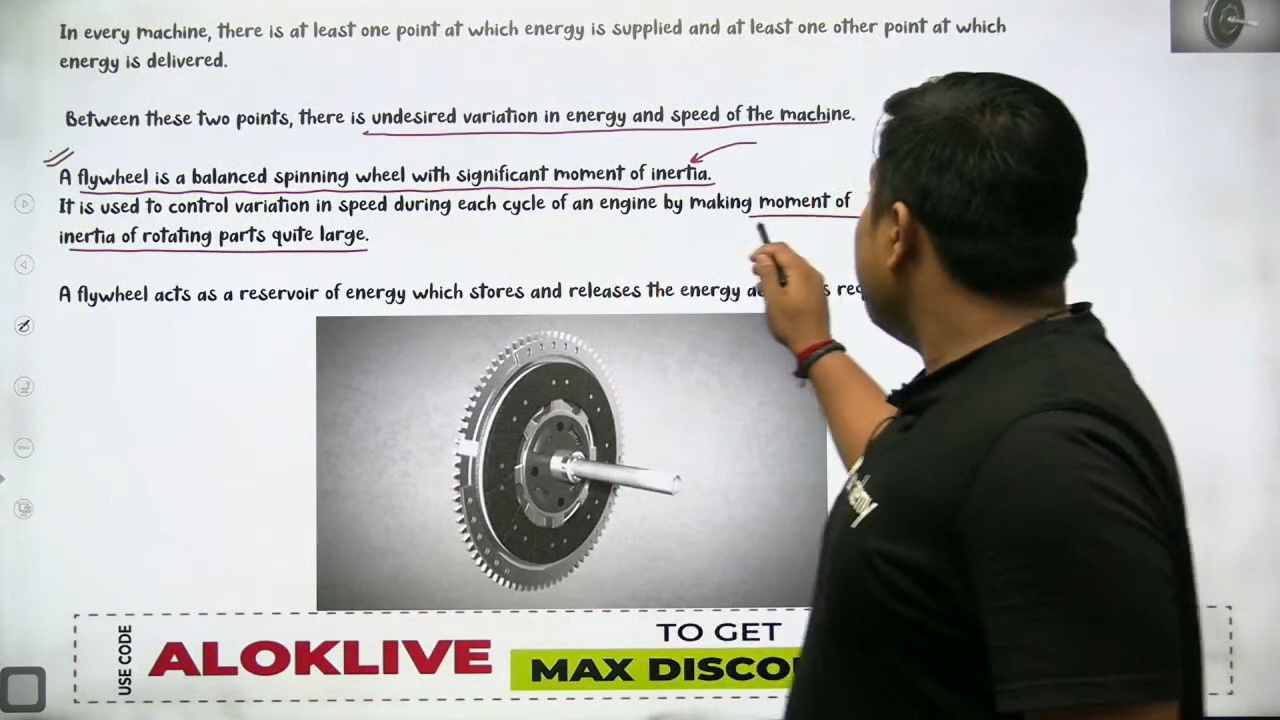 In every machine, there is at least one point at which energy is supplied and at least one other point at which
energy is delivered.
Between these two points, there is undesired variation in energy and speed of the machine.
A flywheel is a balanced spinning wheel with significant moment of inertia.
It is used to control variation in speed during each cycle of an engine by making moment of
inertia of rotating parts quite large.
A flywheel acts as a reservoir of energy which stores and releases the energy
USE CODE
ALOKLIVE
TO GET
MAX